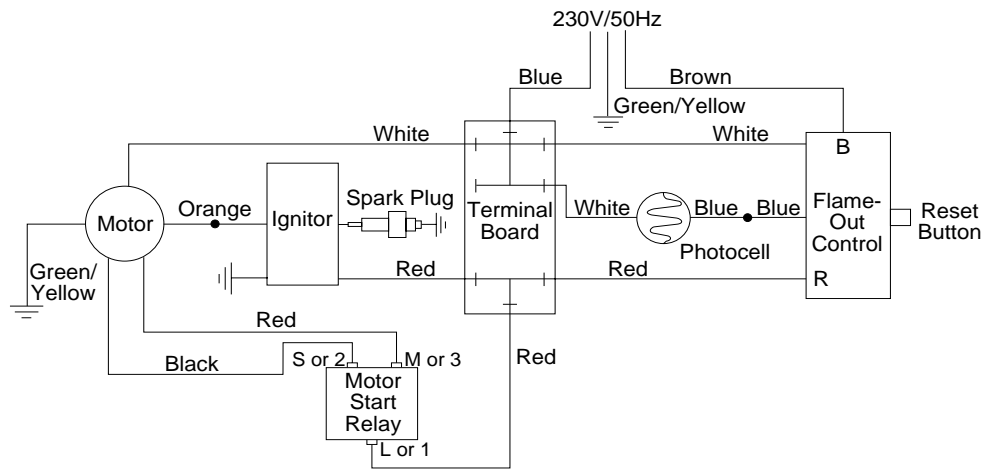 230V/50Hz
Blue
Brown
Green/Yellow
White
White
B
Orange
Ignitor
Spark Plug
Motor
Terminal
Board
White
Blue
Blue
Photocell
Flame-
Out
Control
Reset
Button
Green/
Yellow
Red
Red
R
Red
Black
S or 2
M or 3
Red
Motor
Start
Relay
L or 1